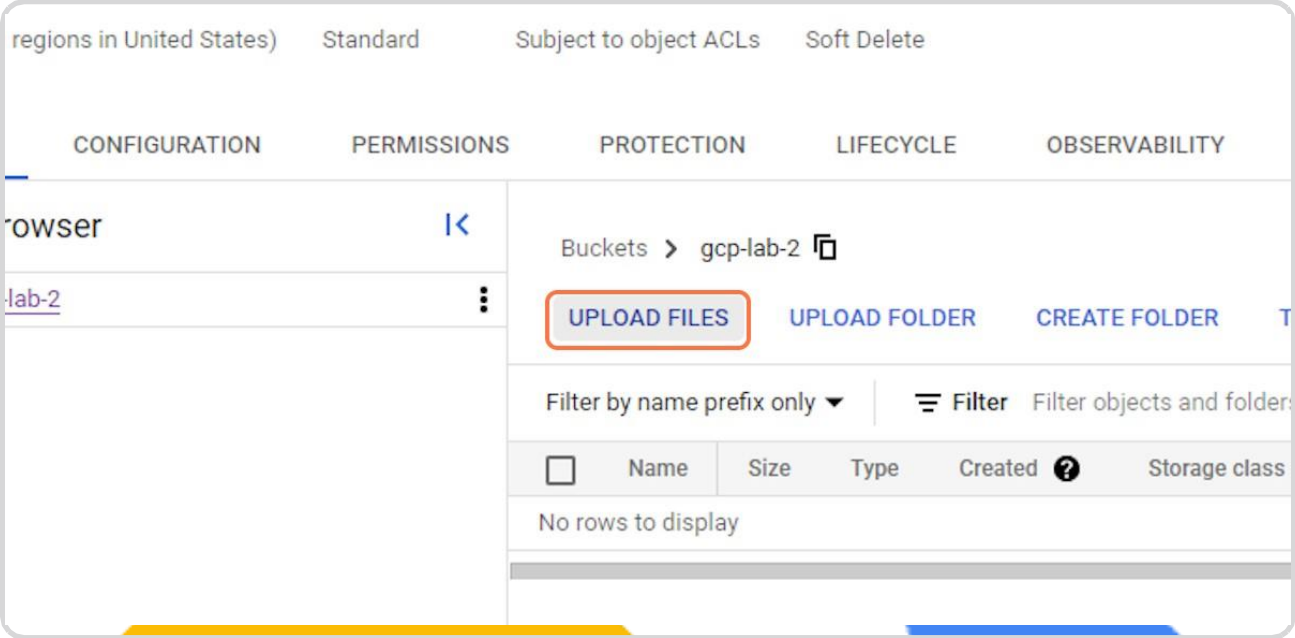 regions in United States) Standard Subject to object ACLs Soft Delete
CONFIGURATION PERMISSIONS PROTECTION LIFECYCLE OBSERVABILITY
rowser
-lab-2
Buckets > gcp-lab-2
UPLOAD FILES UPLOAD FOLDER CREATE FOLDER T
Filter by name prefix only Filter Filter objects and folders
Name Size Type Created ? Storage class
No rows to display